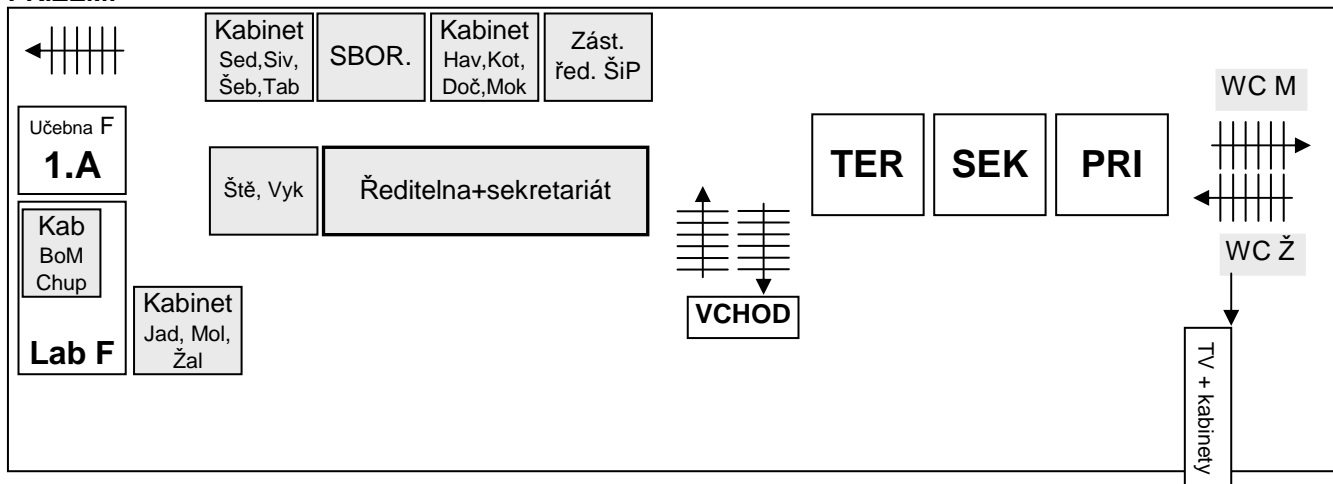 Kabinet
Sed,Siv,
Šeb,Tab
SBOR.
Kabinet
Hav,Kot,
Doč,Mok
Zást.
řed. ŠiP
WC M
Učebna F
1.A
Ště, Vyk
Ředitelna+sekretariát
TER
SEK
PRI
Kab
BoM
Chup
Lab F
Kabinet
Jad, Mol,
Žal
VCHOD
WC Ž
TV + kabinety